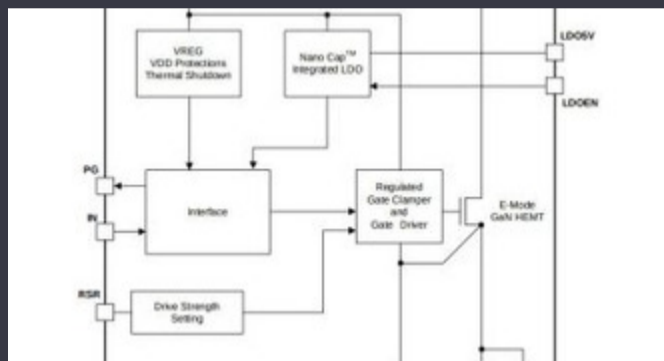 VREG
VDD Protections
Thermal Shutdown
Nano Cap™
Integrated LDO
LDO5V
LDOEN
PG
IN
Interface
Regulated
Gate Clamper
and
Gate Driver
E-Mode
GaN HEMT
RSR
Drive Strength
Setting